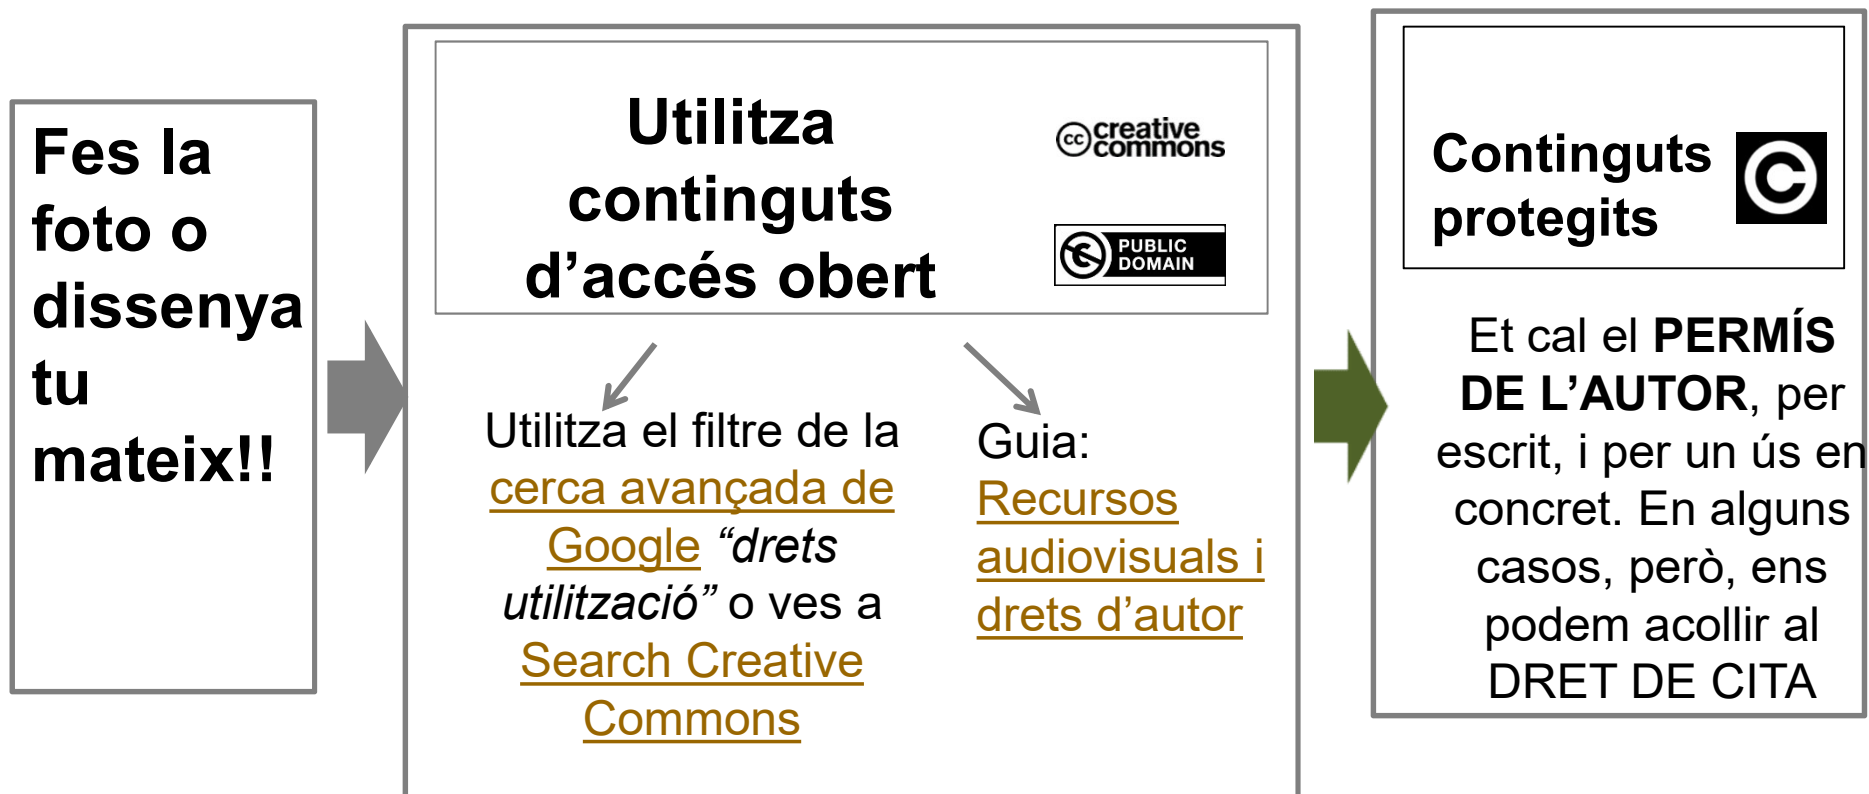 Fes la
foto o
dissenya
tu
mateix!!
Utilitza
continguts
d’accés obert
cc creative
commons
PUBLIC
DOMAIN
Utilitza el filtre de la
cerca avançada de
Google “drets
utilització” o ves a
Search Creative
Commons
Guia:
Recursos
audiovisuals i
drets d’autor
Continguts
protegits
C
Et cal el PERMÍS
DE L’AUTOR, per
escrit, i per un ús en
concret. En alguns
casos, però, ens
podem acollir al
DRET DE CITA